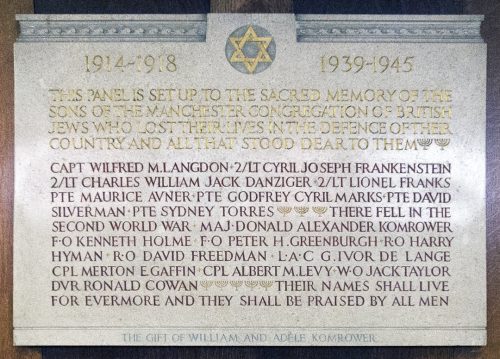 1914-1918 1939-1945
THIS PANEL IS SET UP TO THE SACRED MEMORY OF THE
SONS OF THE MANCHESTER CONGREGATION OF BRITISH
JEWS WHO LOST THEIR LIVES IN THE DEFENCE OF THEIR
COUNTRY AND ALL THAT STOOD DEAR TO THEM
CAPT WILFRED M. LANGDON · 2/LT CYRIL JOSEPH FRANKENSTEIN
2/LT CHARLES WILLIAM JACK DANZIGER · 2/LT LIONEL FRANKS
PTE MAURICE AVNER · PTE GODFREY CYRIL MARKS · PTE DAVID
SILVERMAN · PTE SYDNEY TORRES THERE FELL IN THE
SECOND WORLD WAR · MAJ · DONALD ALEXANDER KOMROWER
F·O KENNETH HOLME · F·O PETER H. GREENBURGH · R·O HARRY
HYMAN · R·O DAVID FREEDMAN · L·A·C G. IVOR DE LANGE
CPL MERTON E. GAFFIN · CPL ALBERT M. LEVY · W·O JACK TAYLOR
DVR RONALD COWAN THEIR NAMES SHALL LIVE
FOR EVERMORE AND THEY SHALL BE PRAISED BY ALL MEN
THE GIFT OF WILLIAM AND ADÈLE KOMROWER